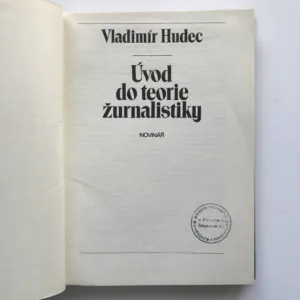 Vladimír Hudec
Úvod
do teorie
žurnalistiky
NOVINÁŘ